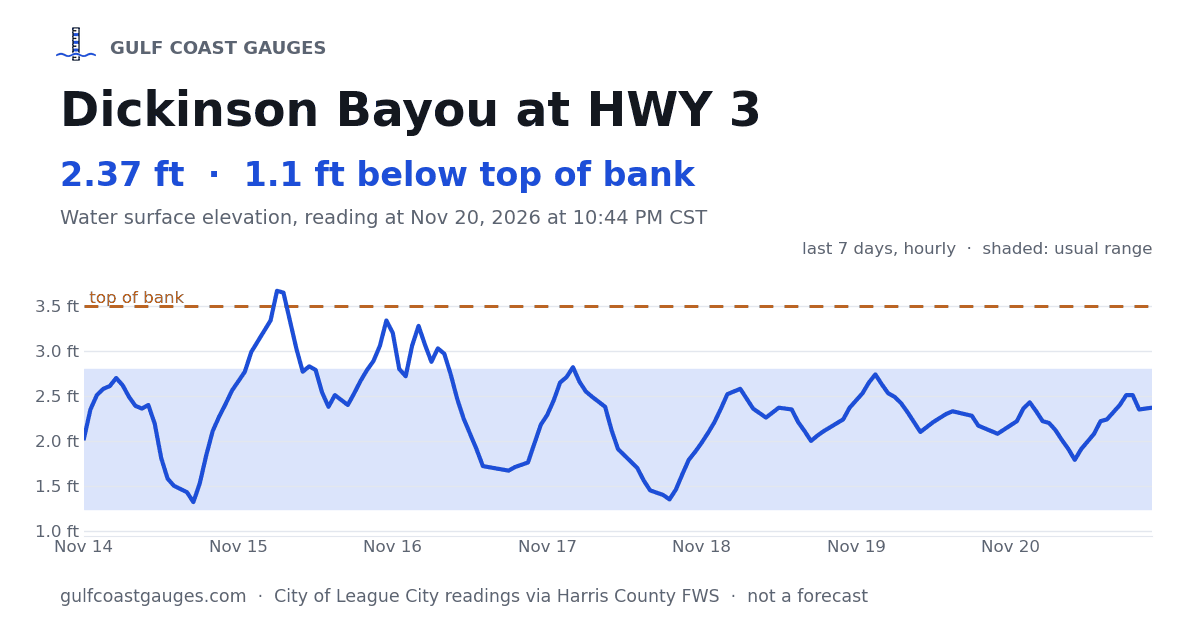 GULF COAST GAUGES
Dickinson Bayou at HWY 3
2.37 ft · 1.1 ft below top of bank
Water surface elevation, reading at Nov 20, 2026 at 10:44 PM CST
last 7 days, hourly · shaded: usual range
top of bank
3.5 ft
3.0 ft
2.5 ft
2.0 ft
1.5 ft
1.0 ft
Nov 14 Nov 15 Nov 16 Nov 17 Nov 18 Nov 19 Nov 20
gulfcoastgauges.com · City of League City readings via Harris County FWS · not a forecast